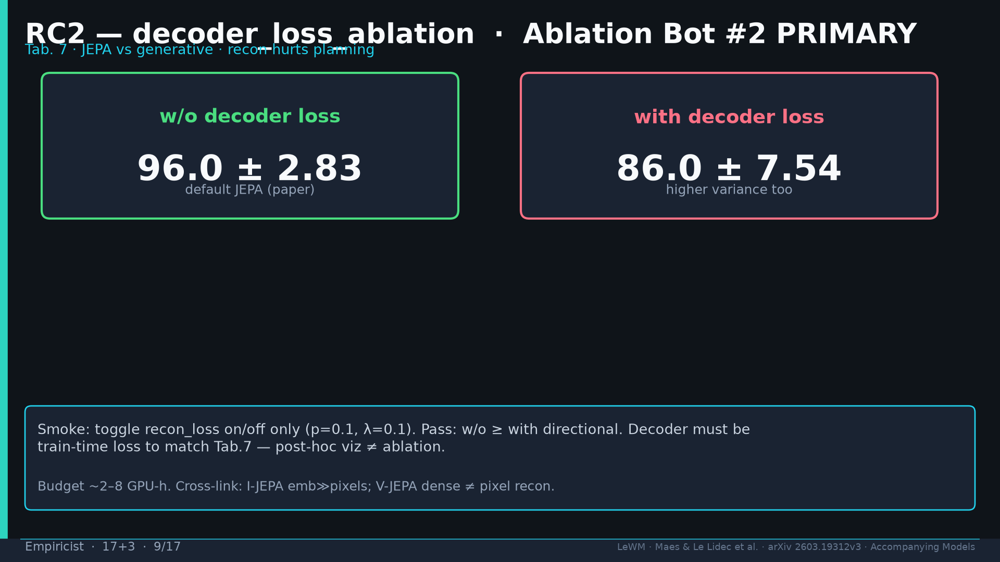 RC2 — decoder_loss_ablation · Ablation Bot #2 PRIMARY
Tab. 7 · JEPA vs generative · recon hurts planning
w/o decoder loss
96.0 ± 2.83
default JEPA (paper)
with decoder loss
86.0 ± 7.54
higher variance too
Smoke: toggle recon_loss on/off only (p=0.1, λ=0.1). Pass: w/o ≥ with directional. Decoder must be
train-time loss to match Tab.7 — post-hoc viz ≠ ablation.
Budget ~2–8 GPU-h. Cross-link: I-JEPA emb≫pixels; V-JEPA dense ≠ pixel recon.
Empiricist · 17+3 · 9/17
LeWM · Maes & Le Lidec et al. · arXiv 2603.19312v3 · Accompanying Models